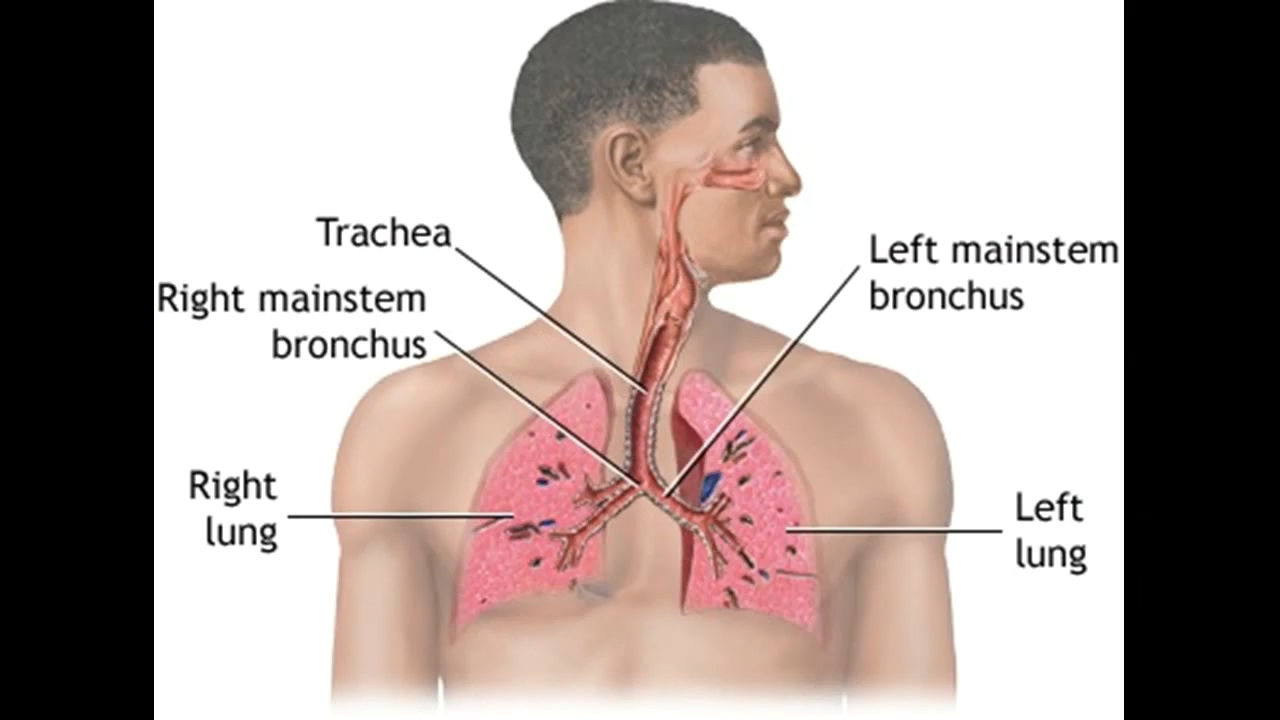 Trachea
Right mainstem
bronchus
Left mainstem
bronchus
Right
lung
Left
lung